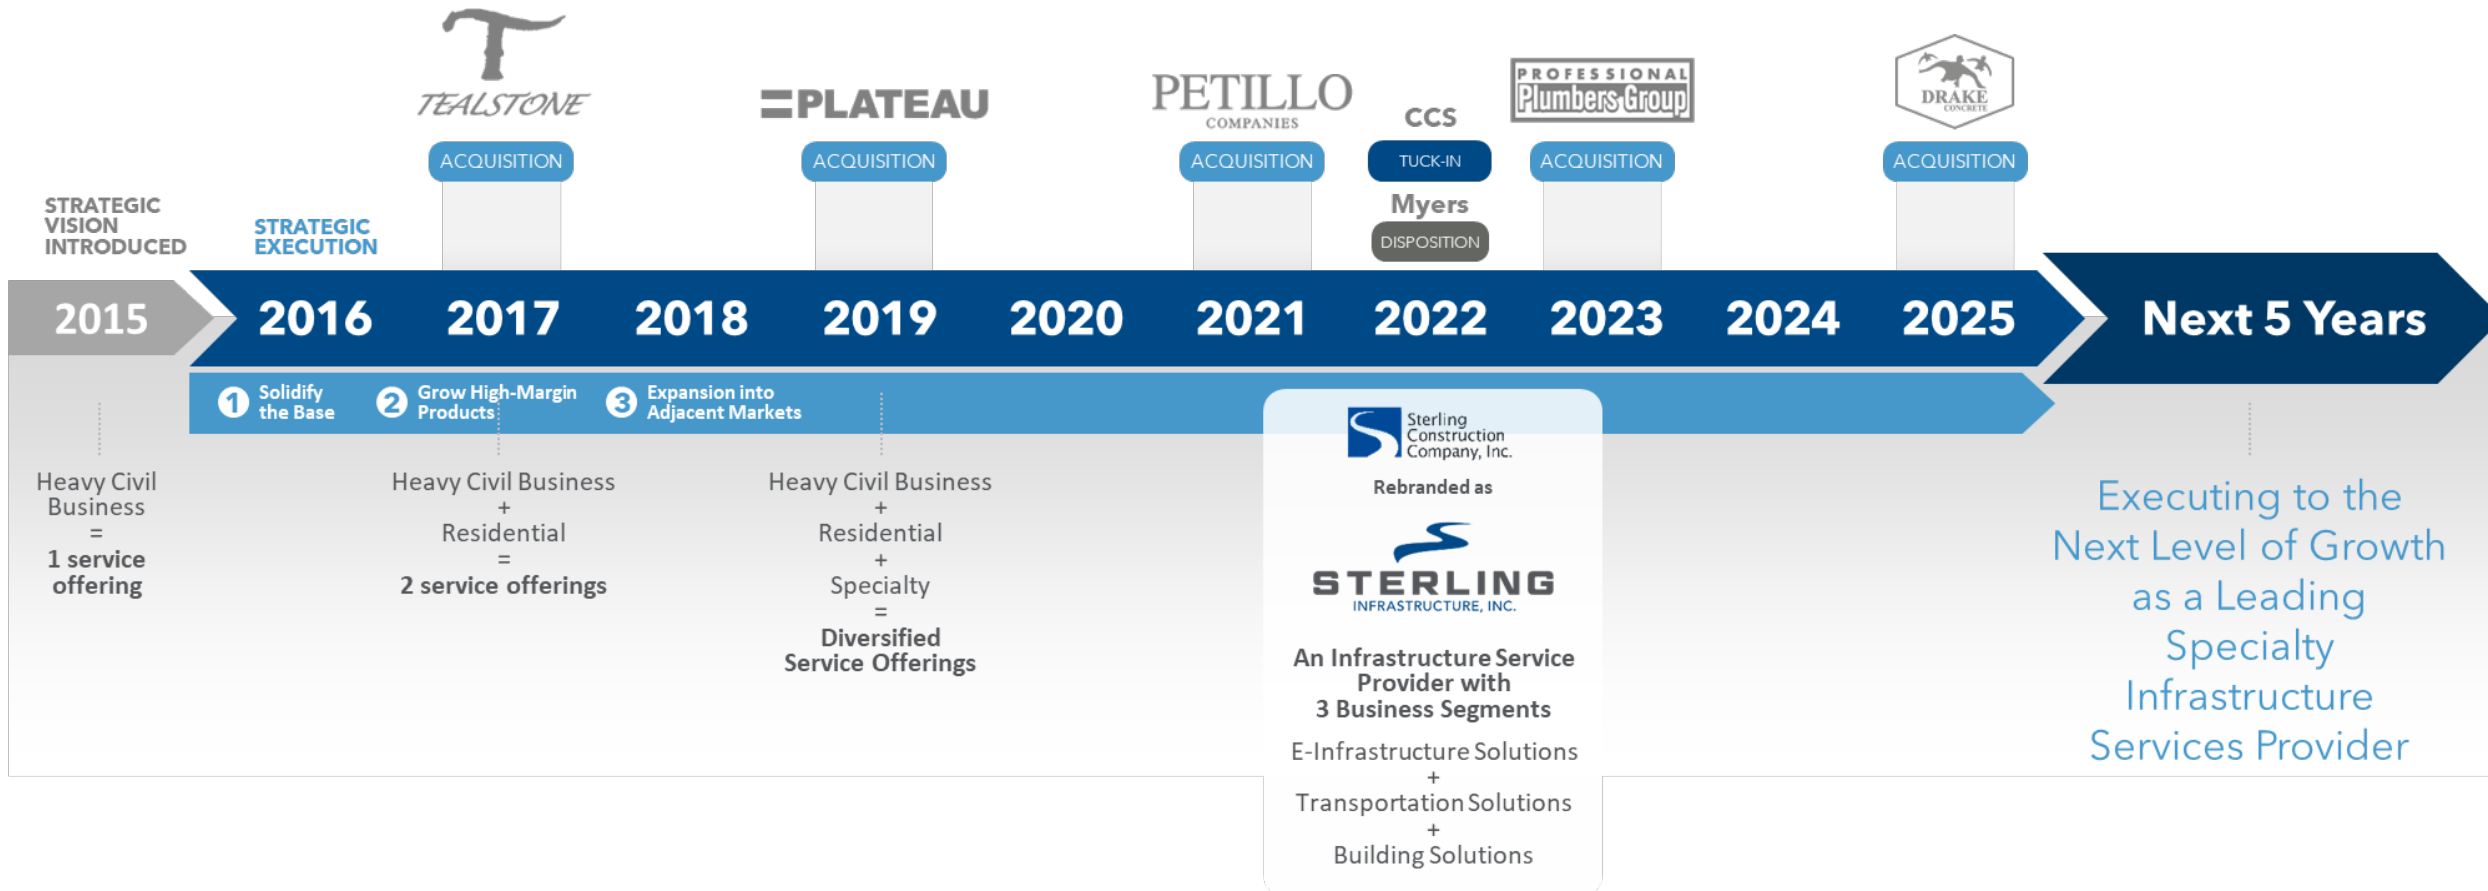 TEALSTONE
ACQUISITION
PLATEAU
ACQUISITION
PETILLO
COMPANIES
ACQUISITION
CCS
TUCK-IN
Myers
DISPOSITION
PROFESSIONAL
Plumbers Group
ACQUISITION
DRAKE
CONCRETE
ACQUISITION
STRATEGIC
VISION
INTRODUCED
STRATEGIC
EXECUTION
2015
2016
2017
2018
2019
2020
2021
2022
2023
2024
2025
Next 5 Years
1 Solidify
the Base
2 Grow High-Margin
Products
3 Expansion into
Adjacent Markets
Heavy Civil
Business
=
1 service
offering
Heavy Civil Business
+
Residential
=
2 service offerings
Heavy Civil Business
+
Residential
+
Specialty
=
Diversified
Service Offerings
Sterling
Construction
Company, Inc.
Rebranded as
STERLING
INFRASTRUCTURE, INC.
An Infrastructure Service
Provider with
3 Business Segments
E-Infrastructure Solutions
+
Transportation Solutions
+
Building Solutions
Executing to the
Next Level of Growth
as a Leading
Specialty
Infrastructure
Services Provider